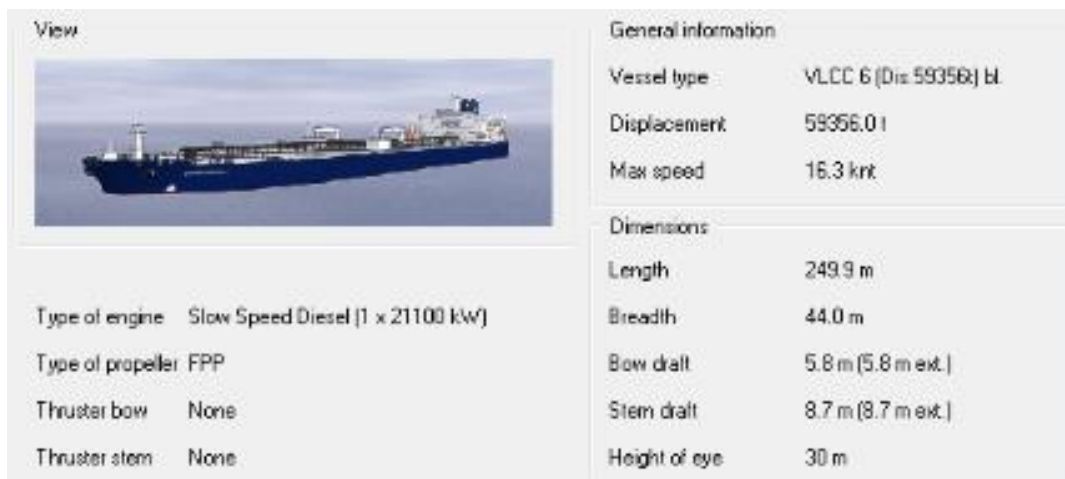 View
Type of engine Slow Speed Diesel (1 x 21100 kW)
Type of propeller FPP
Thruster bow None
Thruster stern None
General information
Vessel type VLCC 6 (Dis.59356t) bl.
Displacement 59356.0 t
Max speed 16.3 knt
Dimensions
Length 249.9 m
Breadth 44.0 m
Bow draft 5.8 m (5.8 m ext.)
Stern draft 8.7 m (8.7 m ext.)
Height of eye 30 m